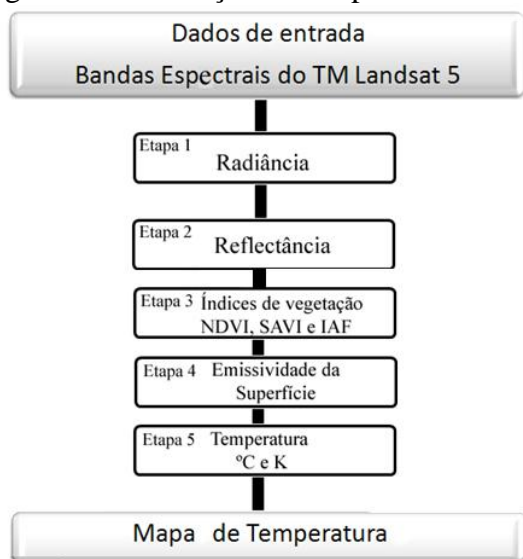 Dados de entrada
Bandas Espectrais do TM Landsat 5
Etapa 1
Radiância
Etapa 2
Reflectância
Etapa 3 Índices de vegetação
NDVI, SAVI e IAF
Etapa 4 Emissividade da
Superfície
Etapa 5 Temperatura
ºC e K
Mapa de Temperatura